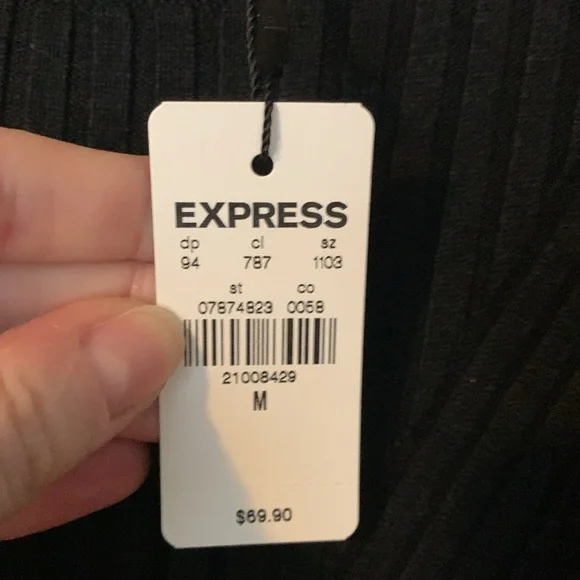 EXPRESS
dp cl sz
94 787 1103
st co
07874823 0058
21008429
M
$69.90